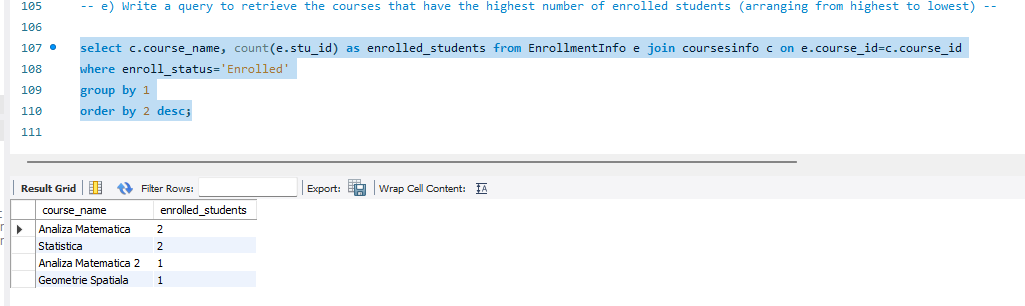 105 -- e) Write a query to retrieve the courses that have the highest number of enrolled students (arranging from highest to lowest) --
106
107 select c.course_name, count(e.stu_id) as enrolled_students from EnrollmentInfo e join coursesinfo c on e.course_id=c.course_id
108 where enroll_status='Enrolled'
109 group by 1
110 order by 2 desc;
111
Result Grid Filter Rows: Export: Wrap Cell Content: IA
course_name enrolled_students
Analiza Matematica 2
Statistica 2
Analiza Matematica 2 1
Geometrie Spatiala 1